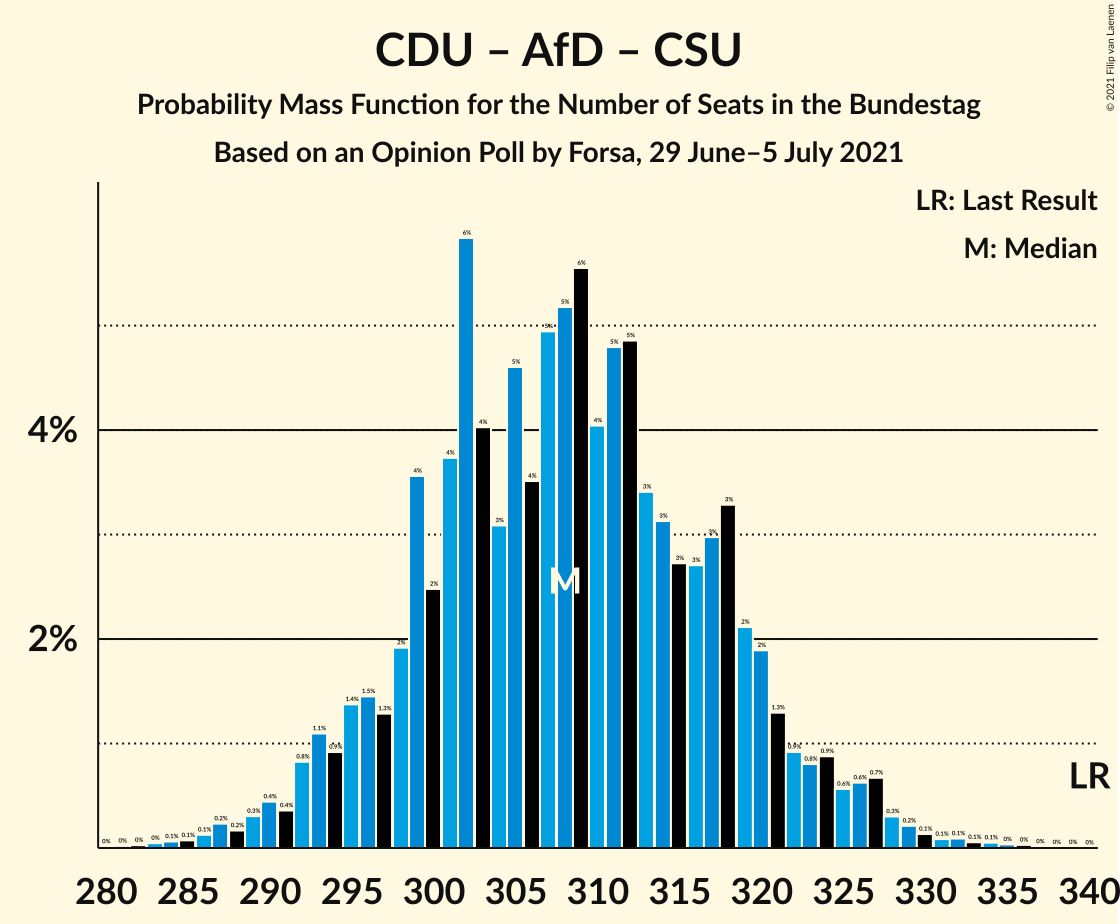 CDU – AfD – CSU
Probability Mass Function for the Number of Seats in the Bundestag
Based on an Opinion Poll by Forsa, 29 June–5 July 2021
© 2021 Filip van Laenen
LR: Last Result
M: Median
4%
2%
0% 0% 0% 0% 0.1% 0.1% 0.1% 0.2% 0.2% 0.3% 0.4% 0.4% 0.8% 1.1% 0.9% 1.4% 1.5% 1.3% 2% 4% 2% 4% 6% 4% 3% 5% 4% 5% 5% 6% 4% 5% 5% 3% 3% 3% 3% 3% 3% 2% 2% 1.3% 0.9% 0.8% 0.9% 0.6% 0.6% 0.7% 0.3% 0.2% 0.1% 0.1% 0.1% 0.1% 0.1% 0% 0% 0% 0% 0% 0%
M
LR
280 285 290 295 300 305 310 315 320 325 330 335 340